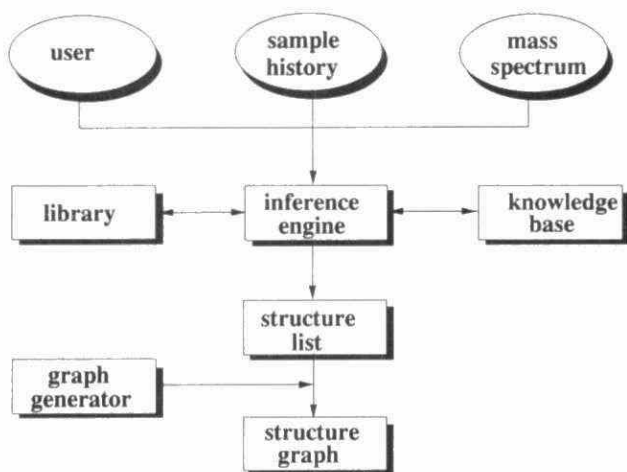 user
sample
history
mass
spectrum
library
inference
engine
knowledge
base
structure
list
graph
generator
structure
graph